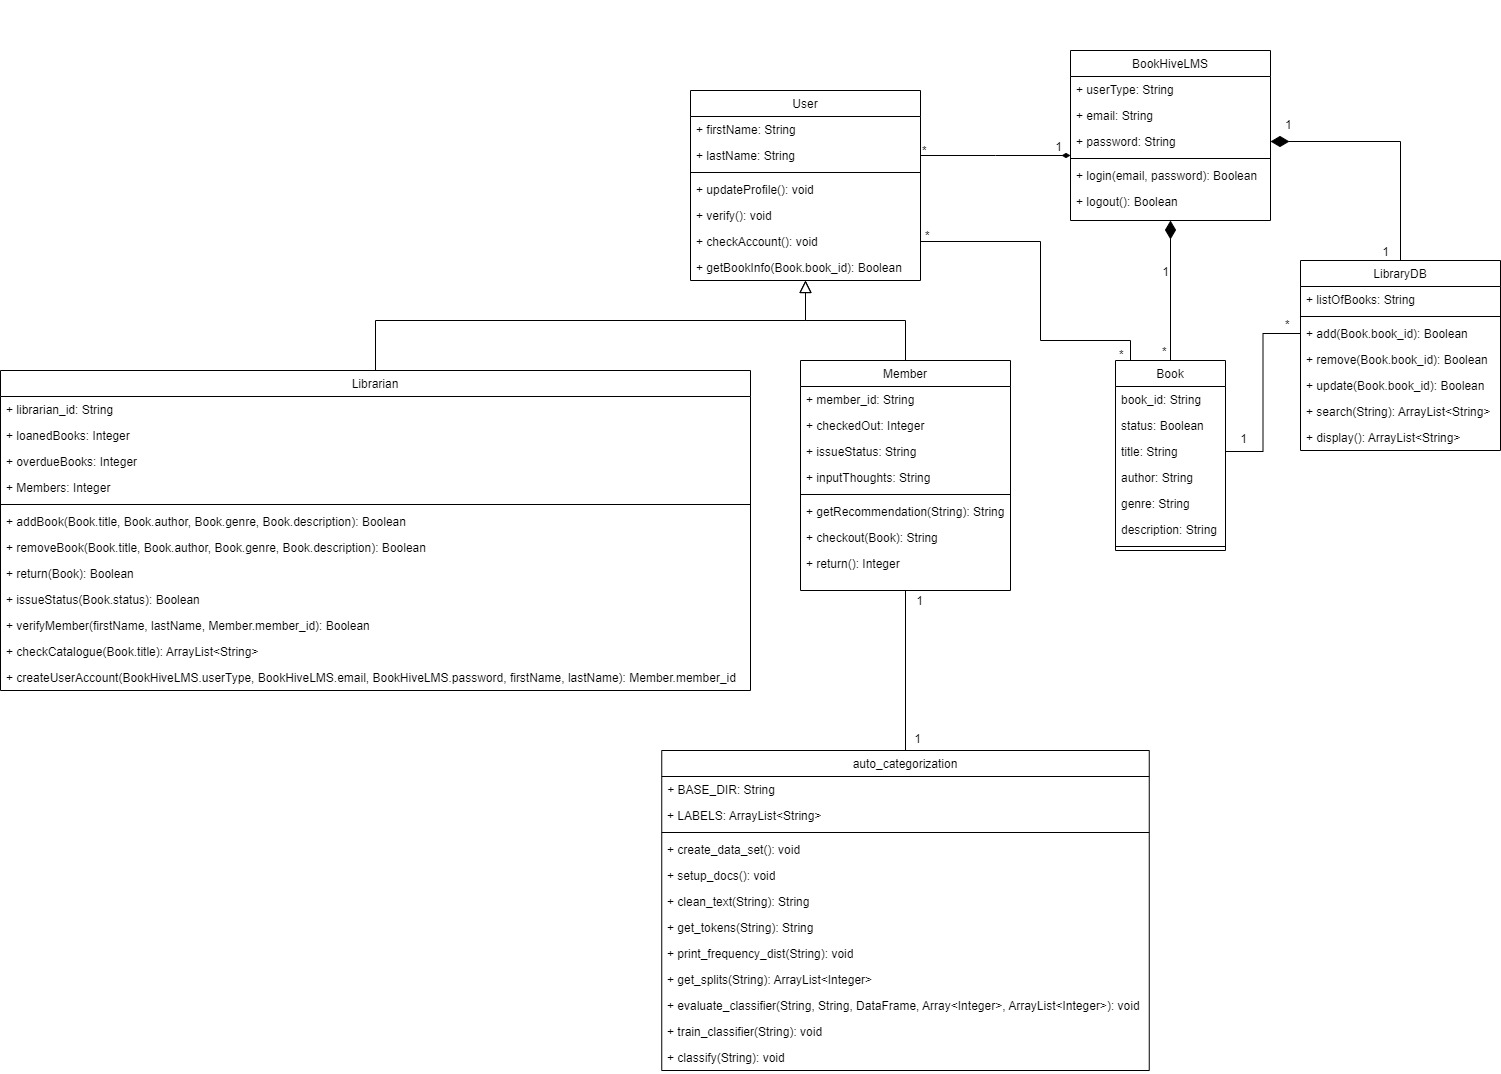 BookHiveLMS
+ userType: String
+ email: String
+ password: String
+ login(email, password): Boolean
+ logout(): Boolean
User
+ firstName: String
+ lastName: String
+ updateProfile(): void
+ verify(): void
+ checkAccount(): void
+ getBookInfo(Book.book_id): Boolean
*
1
1
1
*
*
1
*
LibraryDB
+ listOfBooks: String
+ add(Book.book_id): Boolean
+ remove(Book.book_id): Boolean
+ update(Book.book_id): Boolean
+ search(String): ArrayList<String>
+ display(): ArrayList<String>
*
1
Librarian
+ librarian_id: String
+ loanedBooks: Integer
+ overdueBooks: Integer
+ Members: Integer
+ addBook(Book.title, Book.author, Book.genre, Book.description): Boolean
+ removeBook(Book.title, Book.author, Book.genre, Book.description): Boolean
+ return(Book): Boolean
+ issueStatus(Book.status): Boolean
+ verifyMember(firstName, lastName, Member.member_id): Boolean
+ checkCatalogue(Book.title): ArrayList<String>
+ createUserAccount(BookHiveLMS.userType, BookHiveLMS.email, BookHiveLMS.password, firstName, lastName): Member.member_id
Member
+ member_id: String
+ checkedOut: Integer
+ issueStatus: String
+ inputThoughts: String
+ getRecommendation(String): String
+ checkout(Book): String
+ return(): Integer
Book
book_id: String
status: Boolean
title: String
author: String
genre: String
description: String
1
1
auto_categorization
+ BASE_DIR: String
+ LABELS: ArrayList<String>
+ create_data_set(): void
+ setup_docs(): void
+ clean_text(String): String
+ get_tokens(String): String
+ print_frequency_dist(String): void
+ get_splits(String): ArrayList<Integer>
+ evaluate_classifier(String, String, DataFrame, Array<Integer>, ArrayList<Integer>): void
+ train_classifier(String): void
+ classify(String): void